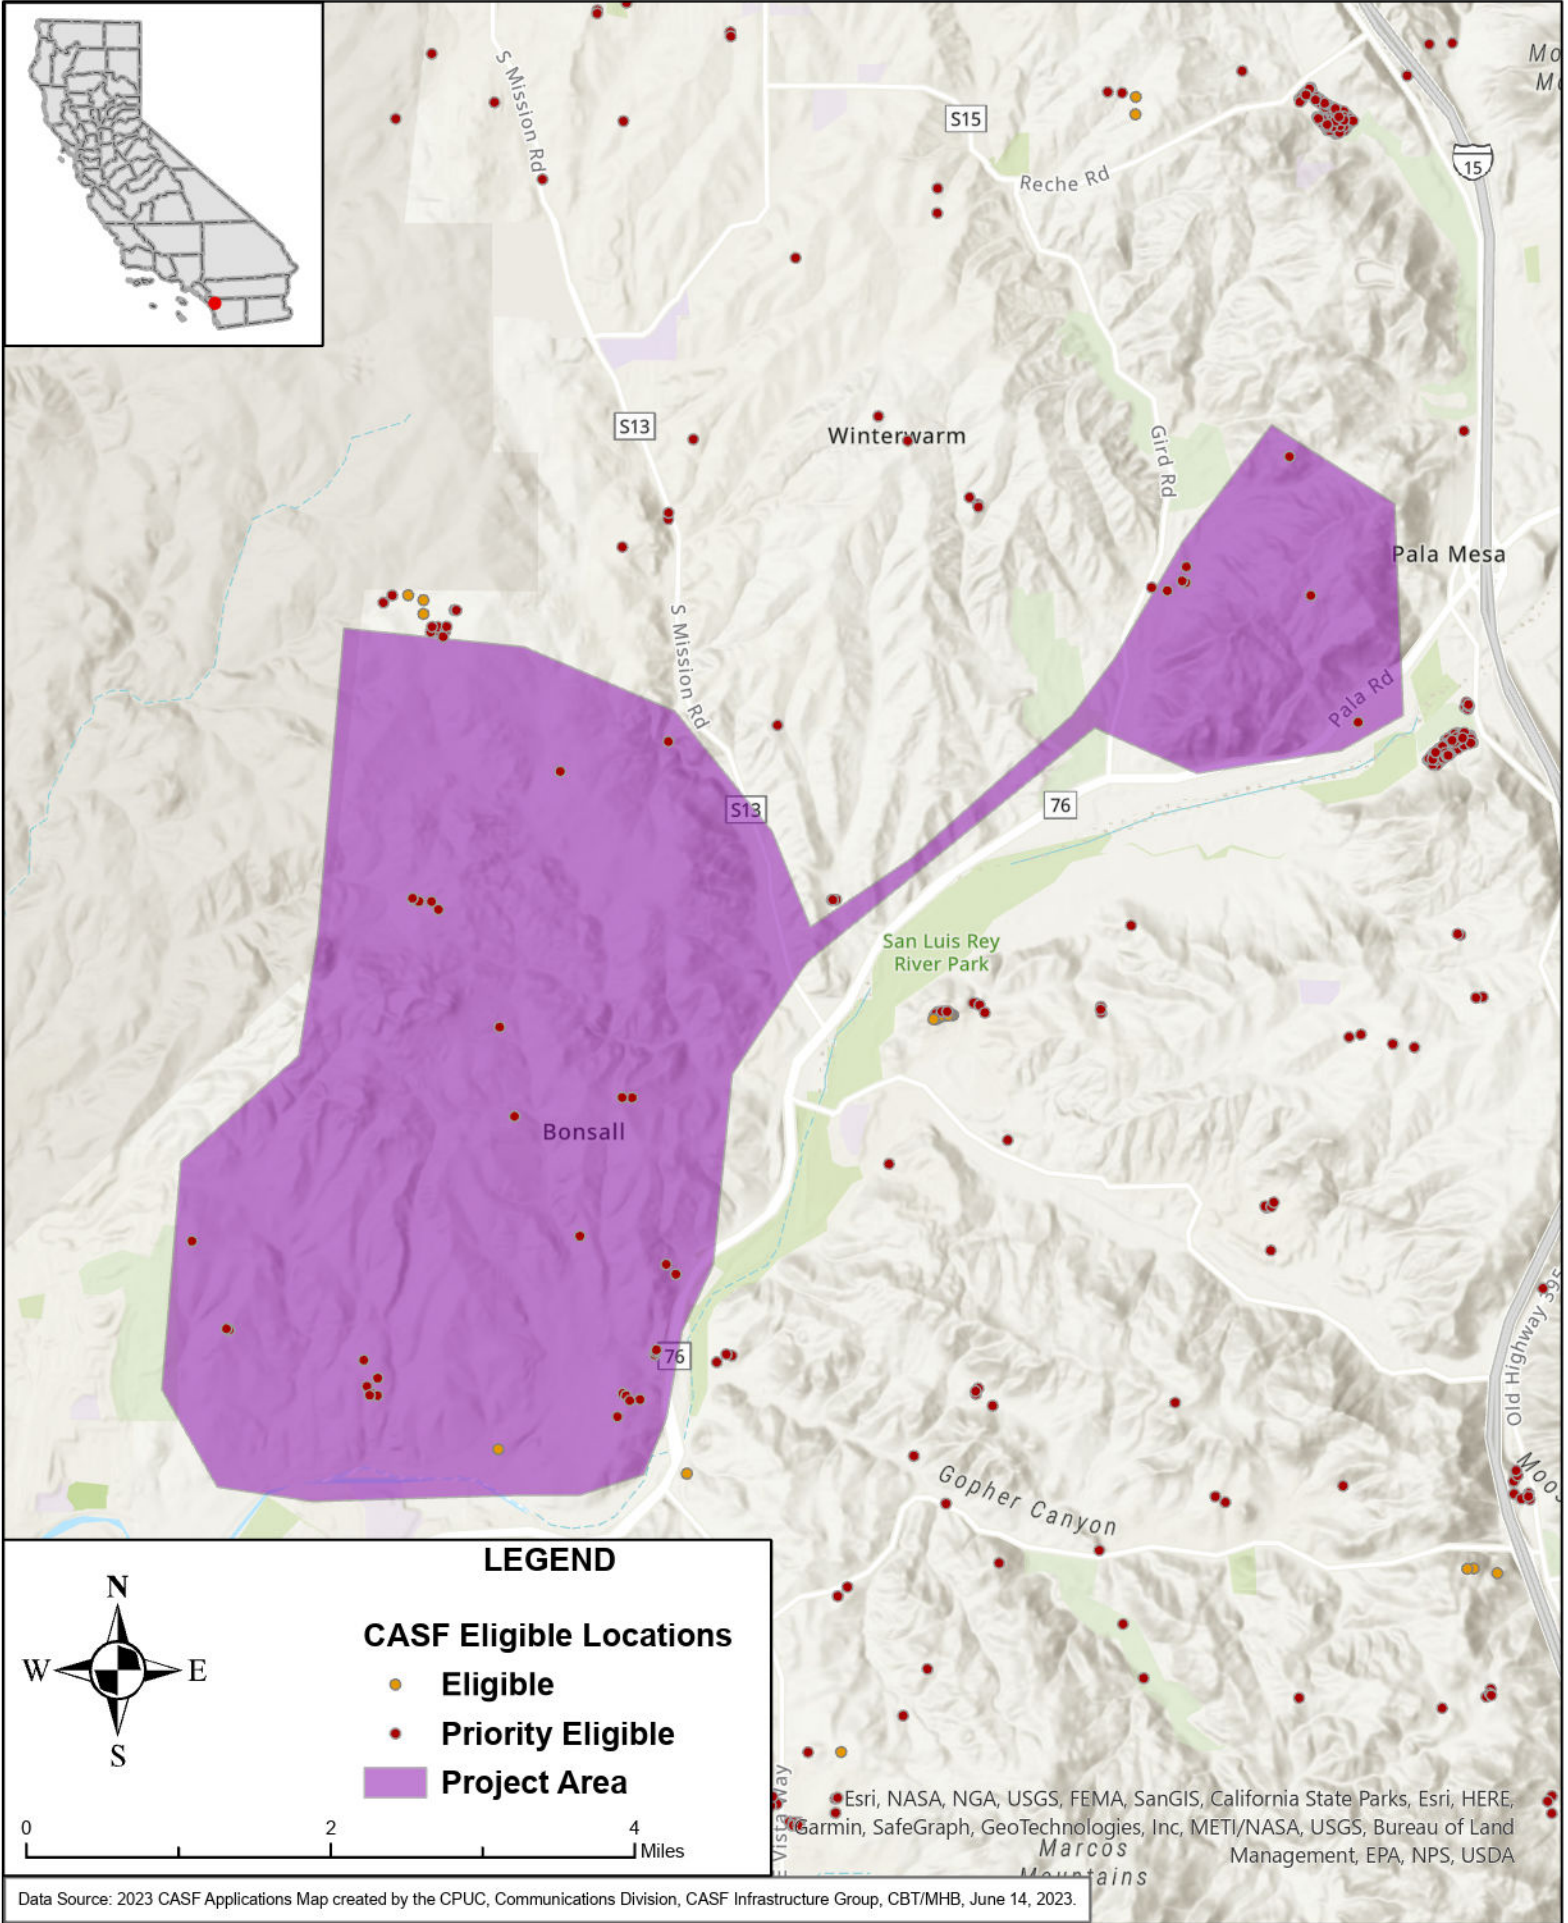 S Mission Rd
S15
Reche Rd
15
S13
Winterwarm
Gird Rd
Pala Mesa
S Mission Rd
Pala Rd
S13
76
San Luis Rey
River Park
Bonsall
76
Old Highway 395
Gopher Canyon
LEGEND
N
W
E
S
CASF Eligible Locations
Eligible
Priority Eligible
Project Area
0
2
4
Miles
Vista Way
Esri, NASA, NGA, USGS, FEMA, SanGIS, California State Parks, Esri, HERE,
Garmin, SafeGraph, GeoTechnologies, Inc, METI/NASA, USGS, Bureau of Land
Management, EPA, NPS, USDA
Marcos
Mountains
Data Source: 2023 CASF Applications Map created by the CPUC, Communications Division, CASF Infrastructure Group, CBT/MHB, June 14, 2023.